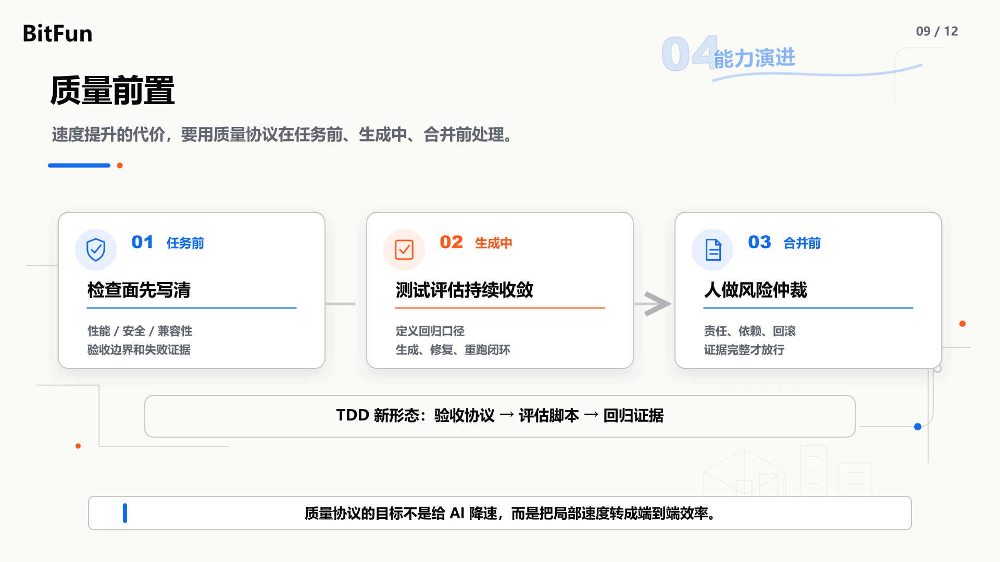 BitFun
09 / 12
04 能力演进
质量前置
速度提升的代价，要用质量协议在任务前、生成中、合并前处理。
01 任务前
检查面先写清
性能 / 安全 / 兼容性
验收边界和失败证据
02 生成中
测试评估持续收敛
定义回归口径
生成、修复、重跑闭环
03 合并前
人做风险仲裁
责任、依赖、回滚
证据完整才放行
TDD 新形态：验收协议 → 评估脚本 → 回归证据
质量协议的目标不是给 AI 降速，而是把局部速度转成端到端效率。